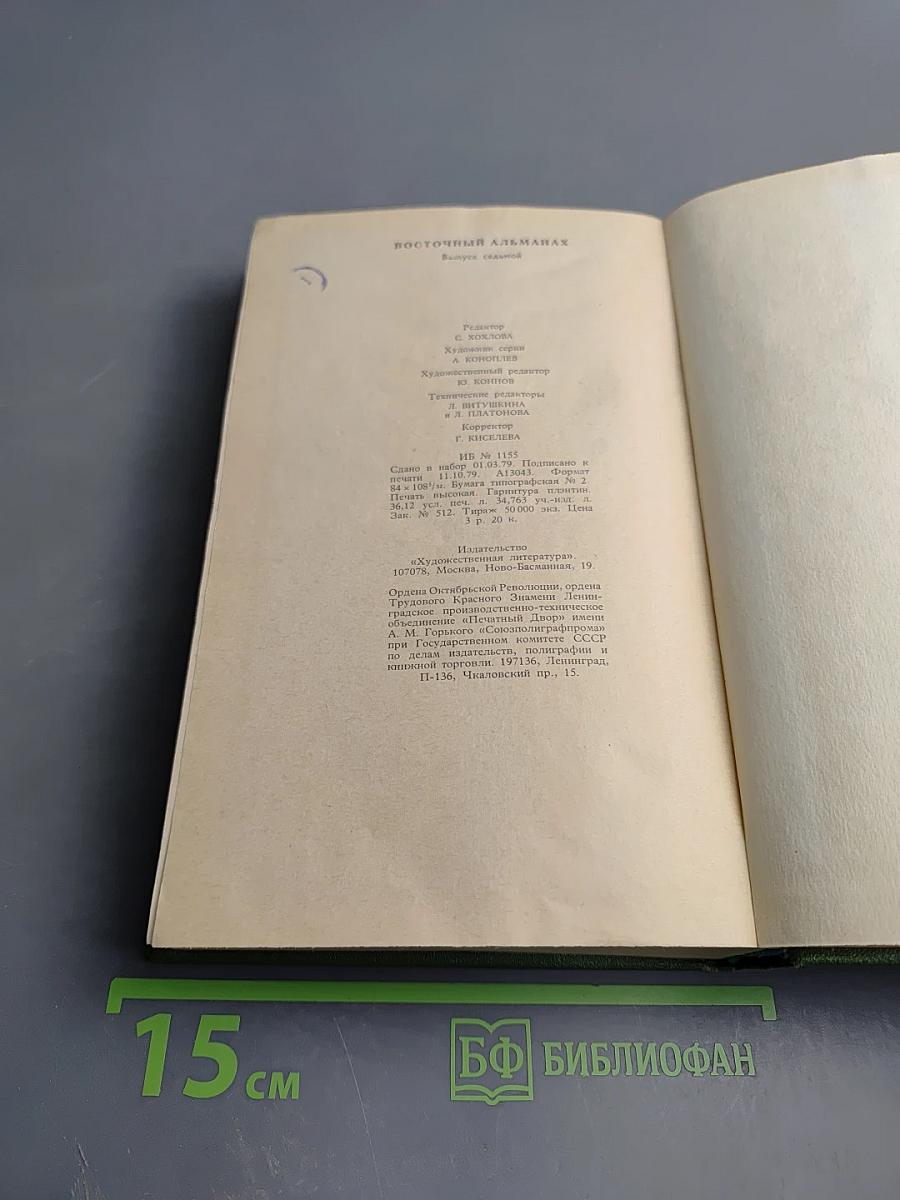 ВОСТОЧНЫЙ АЛЬМАНАХ
Выпуск седьмой
Редактор
С. ХОХЛОВА
Художник серии
А. КОНОПЛЕВ
Художественный редактор
Ю. КОННОВ
Технические редакторы
Л. ВИТУШКИНА
и Л. ПЛАТОНОВА
Корректор
Г. КИСЕЛЕВА
ИБ № 1155
Сдано в набор 01.03.79. Подписано к
печати 11.10.79. А13043. Формат
84×108¹/₃₂. Бумага типографская № 2
Печать высокая. Гарнитура плэнтин.
36,12 усл. печ. л. 34,763 уч.-изд. л.
Зак. № 512. Тираж 50 000 экз. Цена
3 р. 20 к.
Издательство
«Художественная литература».
107078, Москва, Ново-Басманная, 19.
Ордена Октябрьской Революции, ордена
Трудового Красного Знамени Ленин-
градское производственно-техническое
объединение «Печатный Двор» имени
А. М. Горького «Союзполиграфпрома»
при Государственном комитете СССР
по делам издательств, полиграфии и
книжной торговли. 197136, Ленинград,
П-136, Чкаловский пр., 15.
15 см
БФ БИБЛИОФАН